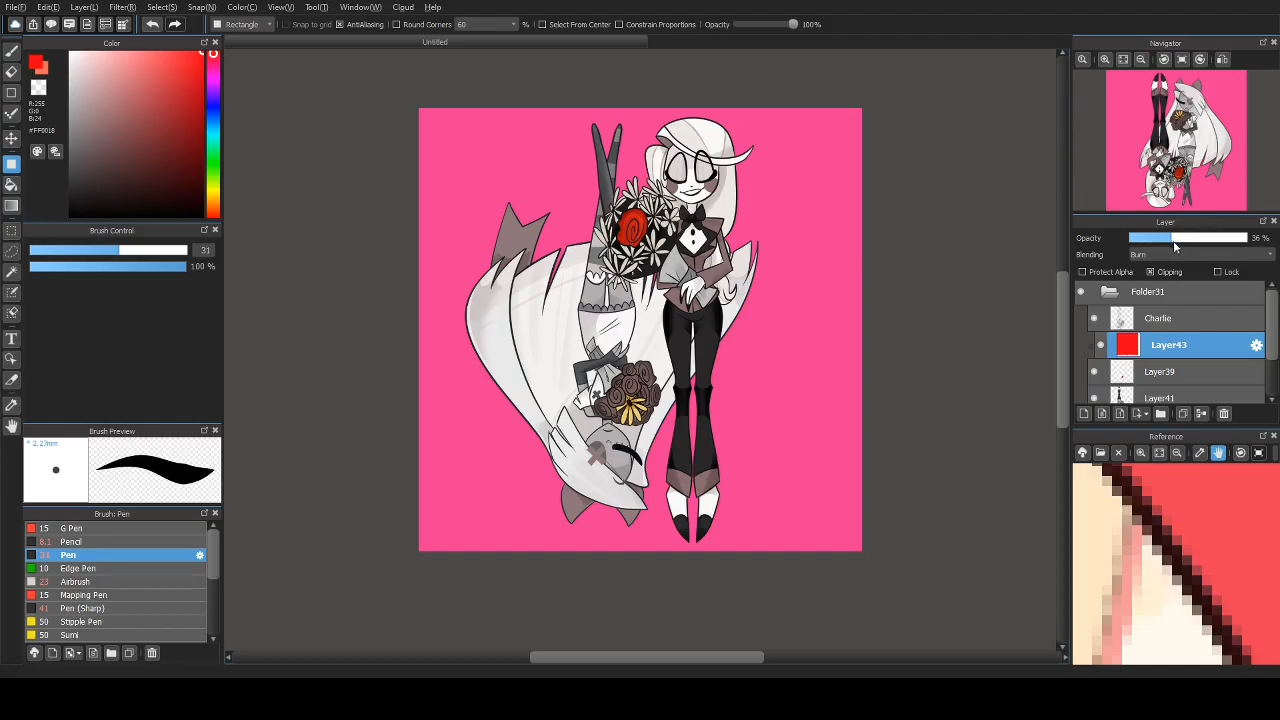 File(F) Edit(E) Layer(L) Filter(R) Select(S) Snap(N) Color(C) View(V) Tool(T) Window(W) Cloud Help(H)
Rectangle Snap to grid AntiAliasing Round Corners 60 % Select From Center Constrain Proportions Opacity 100%
Untitled
Color
R:255
G:0
B:24
#FF0018
Brush Control
31
100 %
Brush Preview
* 2.27mm
Brush: Pen
15 G Pen
8.1 Pencil
31 Pen
10 Edge Pen
23 Airbrush
15 Mapping Pen
41 Pen (Sharp)
50 Stipple Pen
50 Sumi
Navigator
Layer
Opacity 36 %
Blending Burn
Protect Alpha Clipping Lock
Folder31
Charlie
Layer43
Layer39
Layer41
Reference